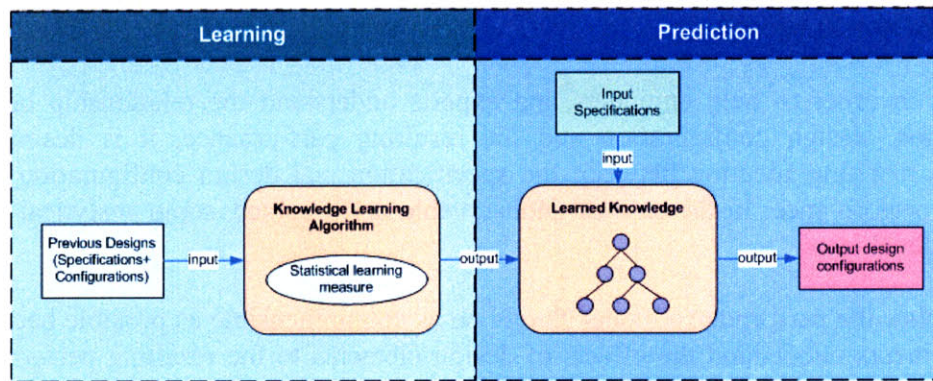 Learning
Prediction
Input
Specifications
input
Knowledge Learning
Algorithm
Learned Knowledge
Previous Designs
(Specifications+
Configurations)
input
Statistical learning
measure
output
output
Output design
configurations